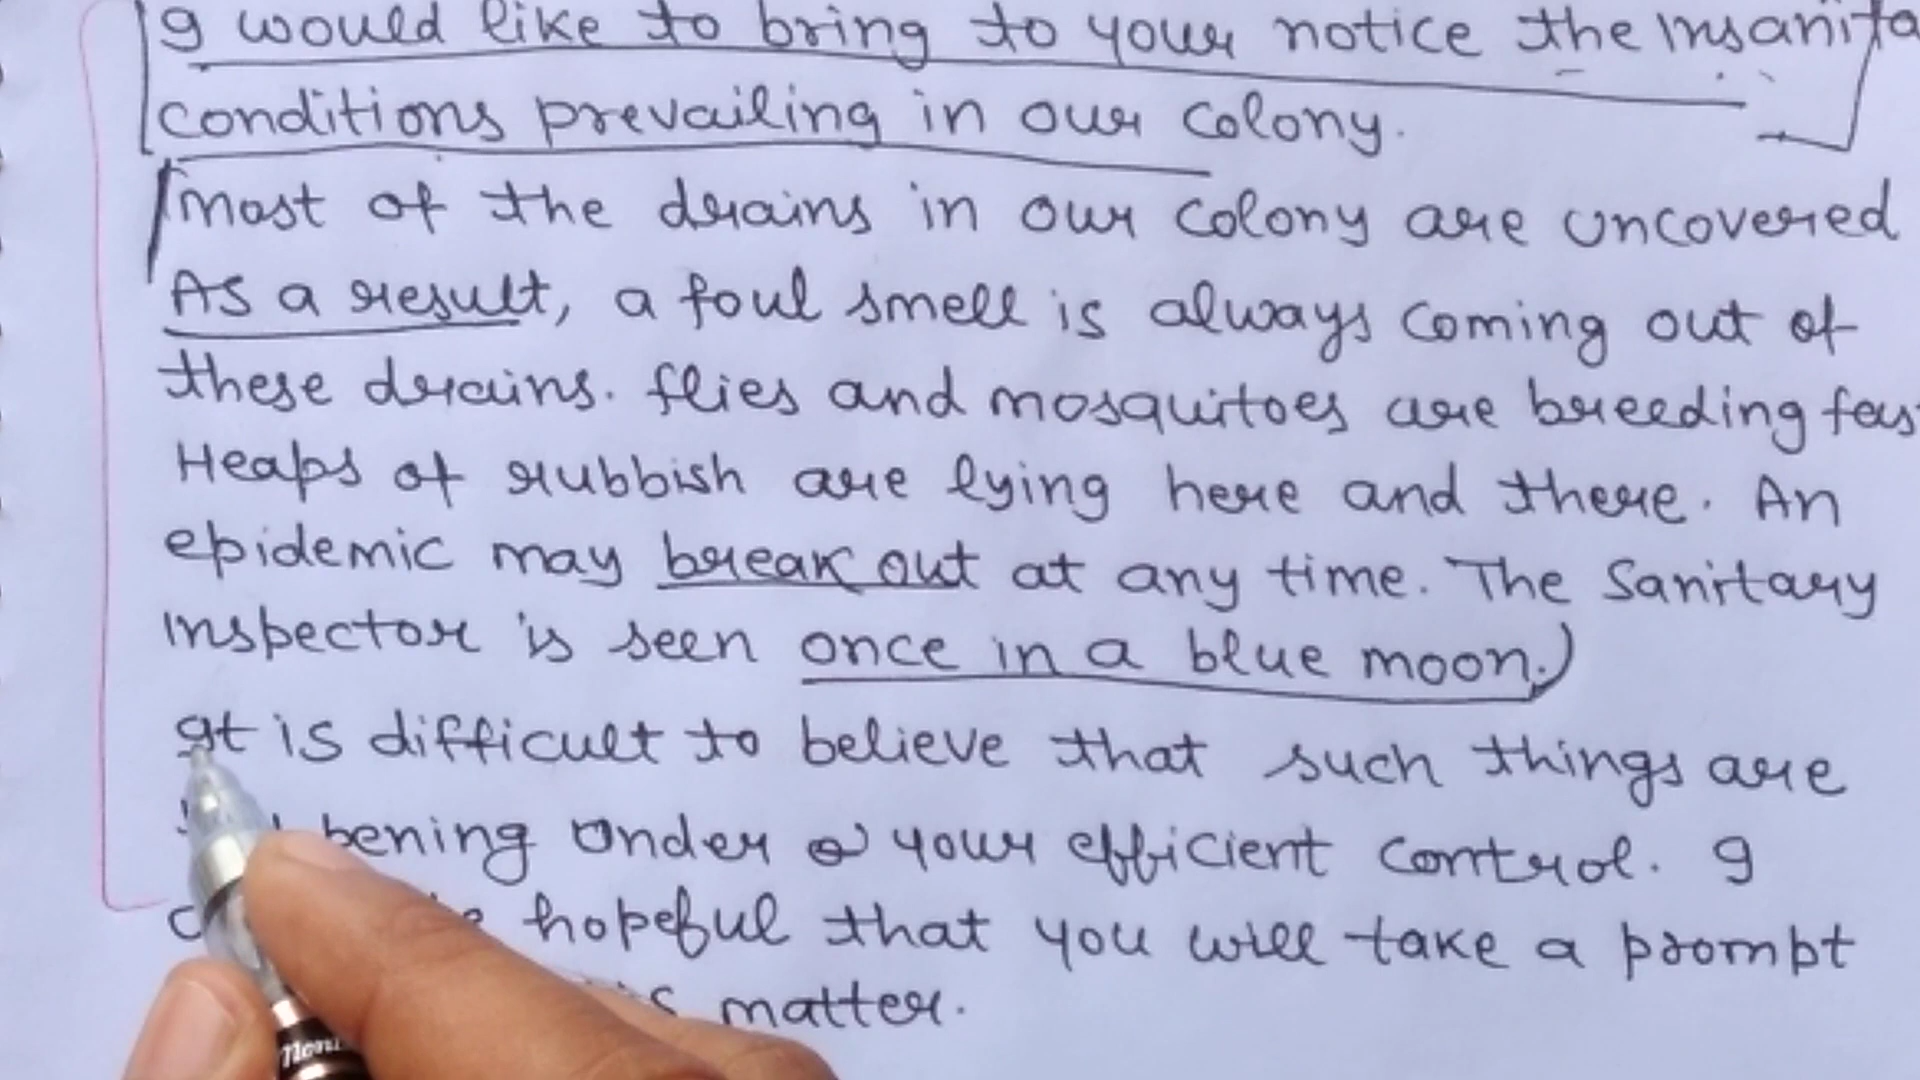 I would like to bring to your notice the Insanita
conditions prevailing in our colony.
Most of the drains in our colony are uncovered
As a result, a foul smell is always coming out of
these drains. flies and mosquitoes are breeding fas
Heaps of rubbish are lying here and there. An
epidemic may break out at any time. The Sanitary
Inspector is seen once in a blue moon.)
It is difficult to believe that such things are
pening under your efficient control. I
hopeful that you will take a prompt
matter.